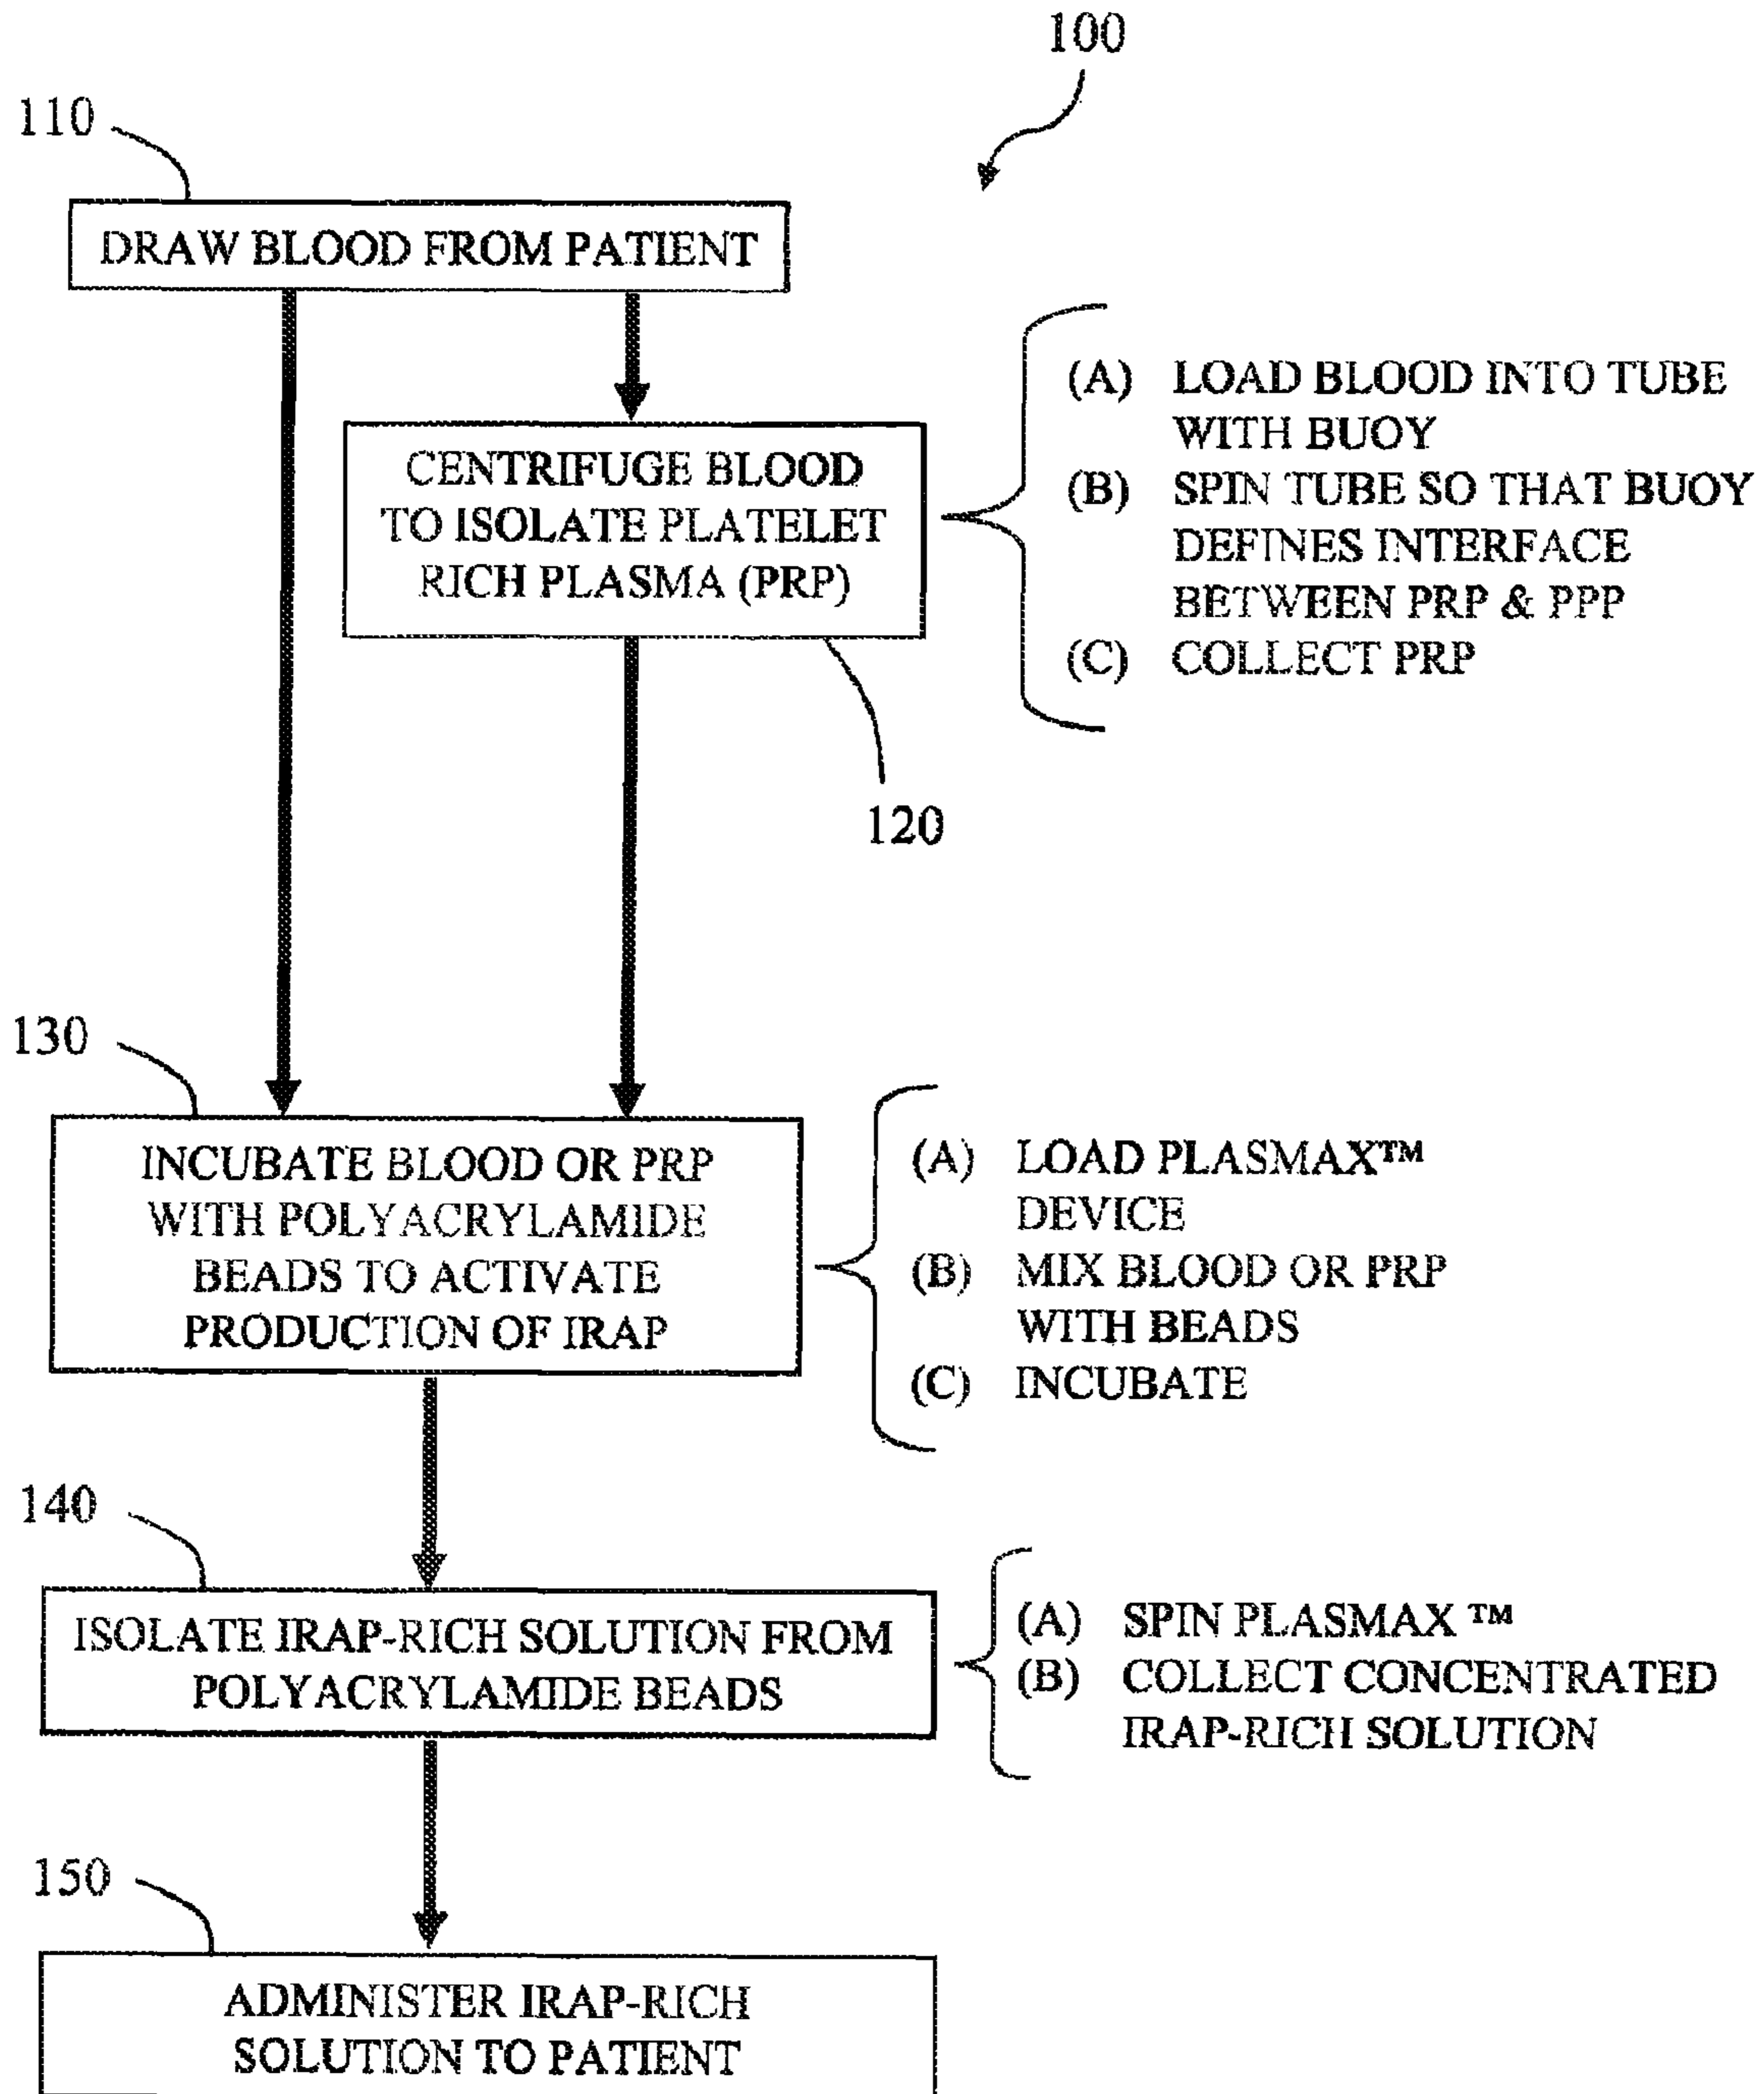 100
110
DRAW BLOOD FROM PATIENT
CENTRIFUGE BLOOD
TO ISOLATE PLATELET
RICH PLASMA (PRP)
(A) LOAD BLOOD INTO TUBE
WITH BUOY
(B) SPIN TUBE SO THAT BUOY
DEFINES INTERFACE
BETWEEN PRP & PPP
(C) COLLECT PRP
120
130
INCUBATE BLOOD OR PRP
WITH POLYACRYLAMIDE
BEADS TO ACTIVATE
PRODUCTION OF IRAP
(A) LOAD PLASMAX™
DEVICE
(B) MIX BLOOD OR PRP
WITH BEADS
(C) INCUBATE
140
ISOLATE IRAP-RICH SOLUTION FROM
POLYACRYLAMIDE BEADS
(A) SPIN PLASMAX ™
(B) COLLECT CONCENTRATED
IRAP-RICH SOLUTION
150
ADMINISTER IRAP-RICH
SOLUTION TO PATIENT